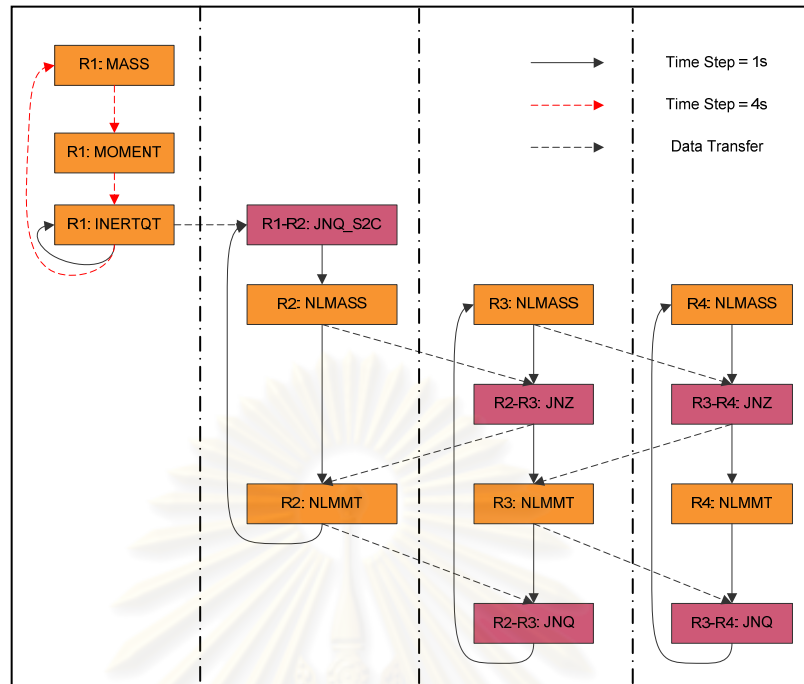 R1: MASS
Time Step = 1s
Time Step = 4s
R1: MOMENT
Data Transfer
R1: INERTQT
R1-R2: JNQ_S2C
R2: NLMASS
R3: NLMASS
R4: NLMASS
R2-R3: JNZ
R3-R4: JNZ
R2: NLMMT
R3: NLMMT
R4: NLMMT
R2-R3: JNQ
R3-R4: JNQ